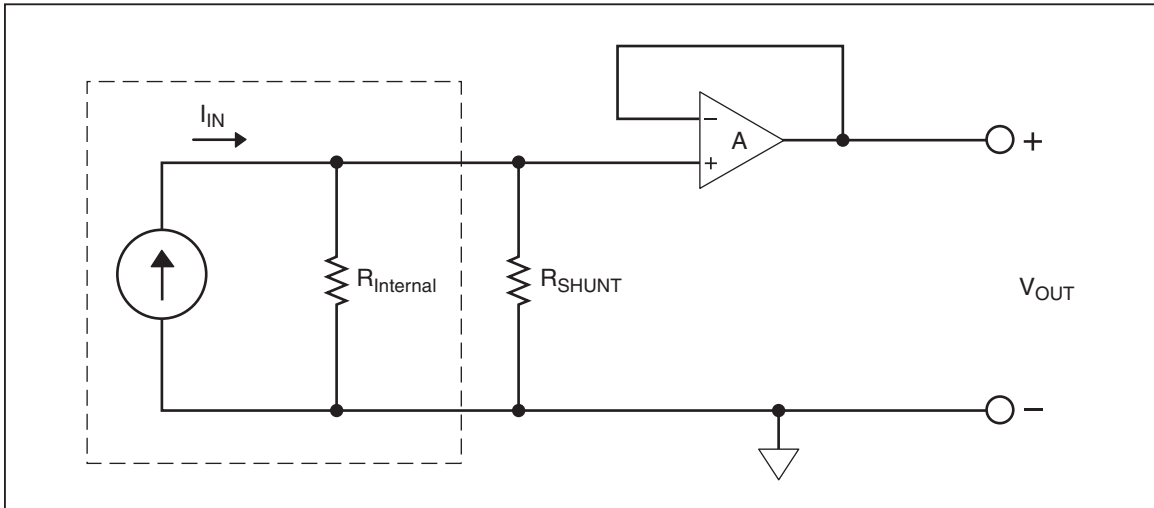 I_IN
R_Internal
R_SHUNT
−
+
A
+
V_OUT
−